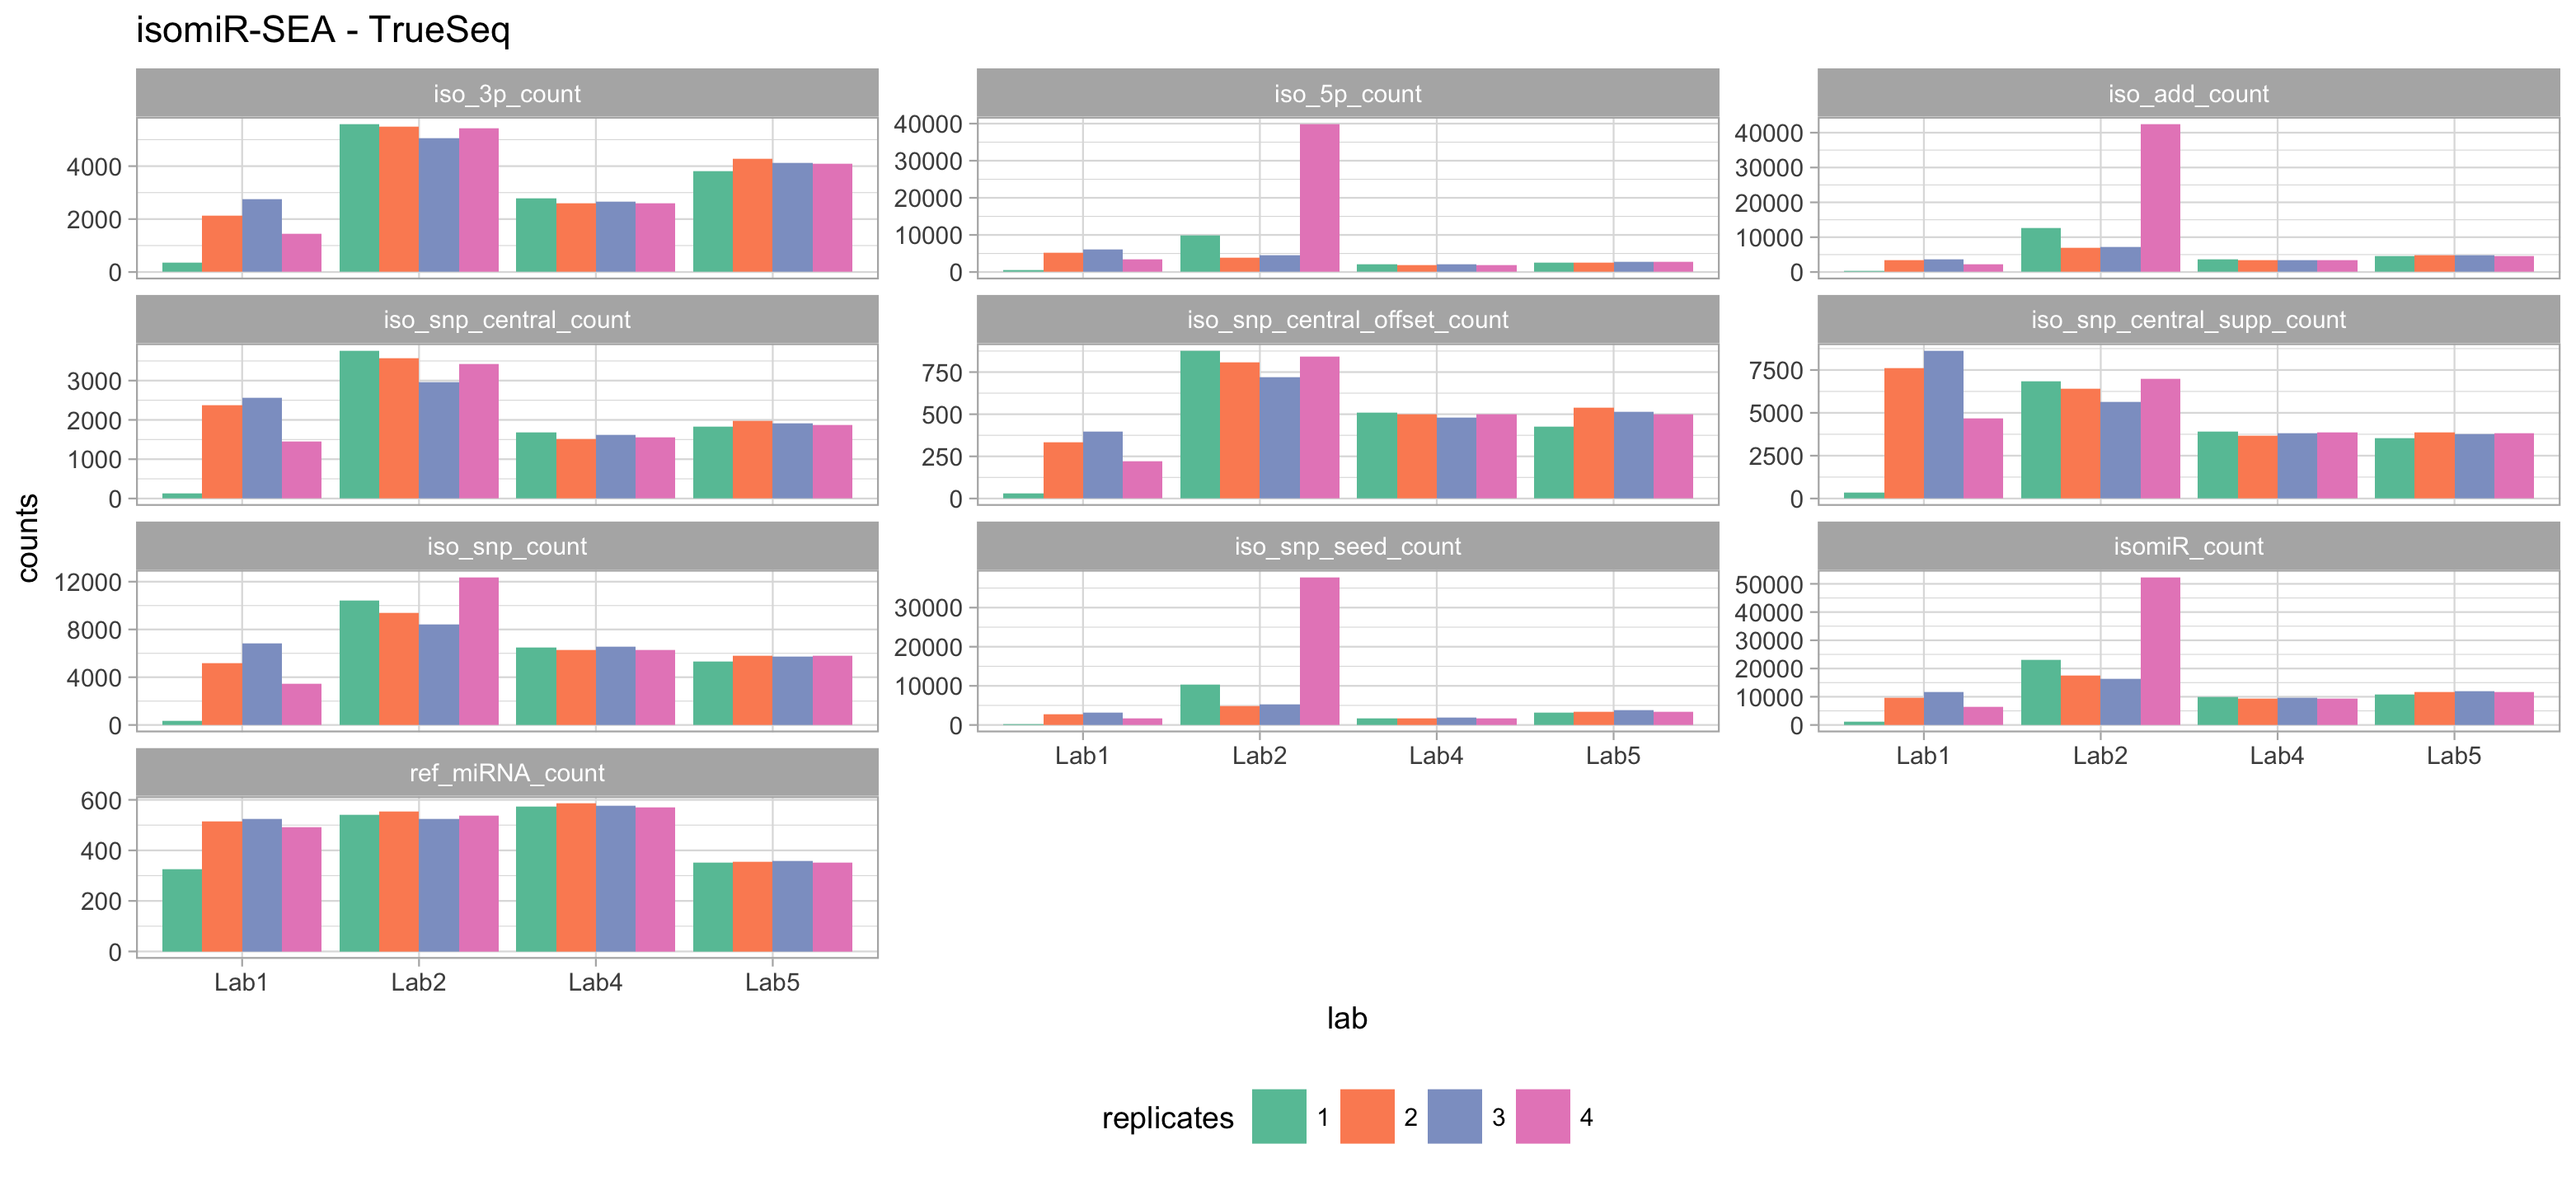 isomiR-SEA - TrueSeq
iso_3p_count
iso_5p_count
iso_add_count
4000
2000
0
40000
30000
20000
10000
0
40000
30000
20000
10000
0
iso_snp_central_count
iso_snp_central_offset_count
iso_snp_central_supp_count
3000
2000
1000
0
750
500
250
0
7500
5000
2500
0
counts
iso_snp_count
iso_snp_seed_count
isomiR_count
12000
8000
4000
0
30000
20000
10000
0
50000
40000
30000
20000
10000
0
Lab1 Lab2 Lab4 Lab5
Lab1 Lab2 Lab4 Lab5
ref_miRNA_count
600
400
200
0
Lab1 Lab2 Lab4 Lab5
lab
replicates 1 2 3 4